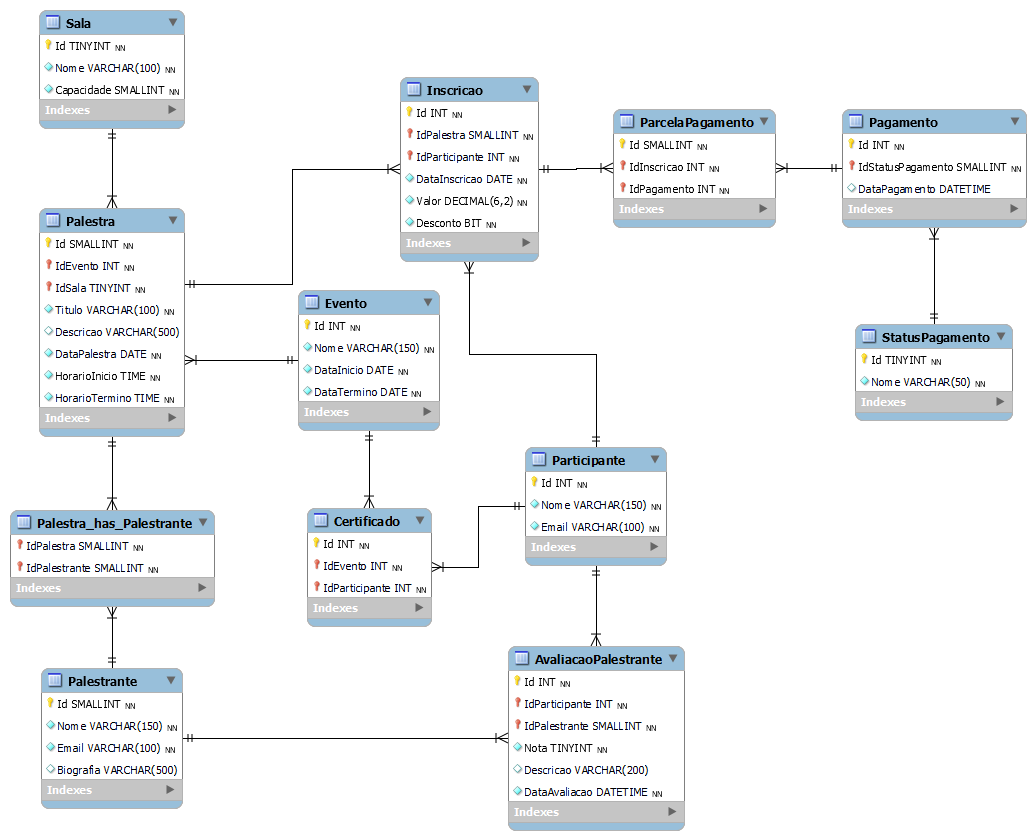 Sala
Id TINYINT NN
Nome VARCHAR(100) NN
Capacidade SMALLINT NN
Indexes
Palestra
Id SMALLINT NN
IdEvento INT NN
IdSala TINYINT NN
Titulo VARCHAR(100) NN
Descricao VARCHAR(500)
DataPalestra DATE NN
HorarioInicio TIME NN
HorarioTermino TIME NN
Indexes
Palestra_has_Palestrante
IdPalestra SMALLINT NN
IdPalestrante SMALLINT NN
Indexes
Palestrante
Id SMALLINT NN
Nome VARCHAR(150) NN
Email VARCHAR(100) NN
Biografia VARCHAR(500)
Indexes
Inscricao
Id INT NN
IdPalestra SMALLINT NN
IdParticipante INT NN
DataInscricao DATE NN
Valor DECIMAL(6,2) NN
Desconto BIT NN
Indexes
Evento
Id INT NN
Nome VARCHAR(150) NN
DataInicio DATE NN
DataTermino DATE NN
Indexes
Certificado
Id INT NN
IdEvento INT NN
IdParticipante INT NN
Indexes
ParcelaPagamento
Id SMALLINT NN
IdInscricao INT NN
IdPagamento INT NN
Indexes
Pagamento
Id INT NN
IdStatusPagamento SMALLINT NN
DataPagamento DATETIME
Indexes
StatusPagamento
Id TINYINT NN
Nome VARCHAR(50) NN
Indexes
Participante
Id INT NN
Nome VARCHAR(150) NN
Email VARCHAR(100) NN
Indexes
AvaliacaoPalestrante
Id INT NN
IdParticipante INT NN
IdPalestrante SMALLINT NN
Nota TINYINT NN
Descricao VARCHAR(200)
DataAvaliacao DATETIME NN
Indexes